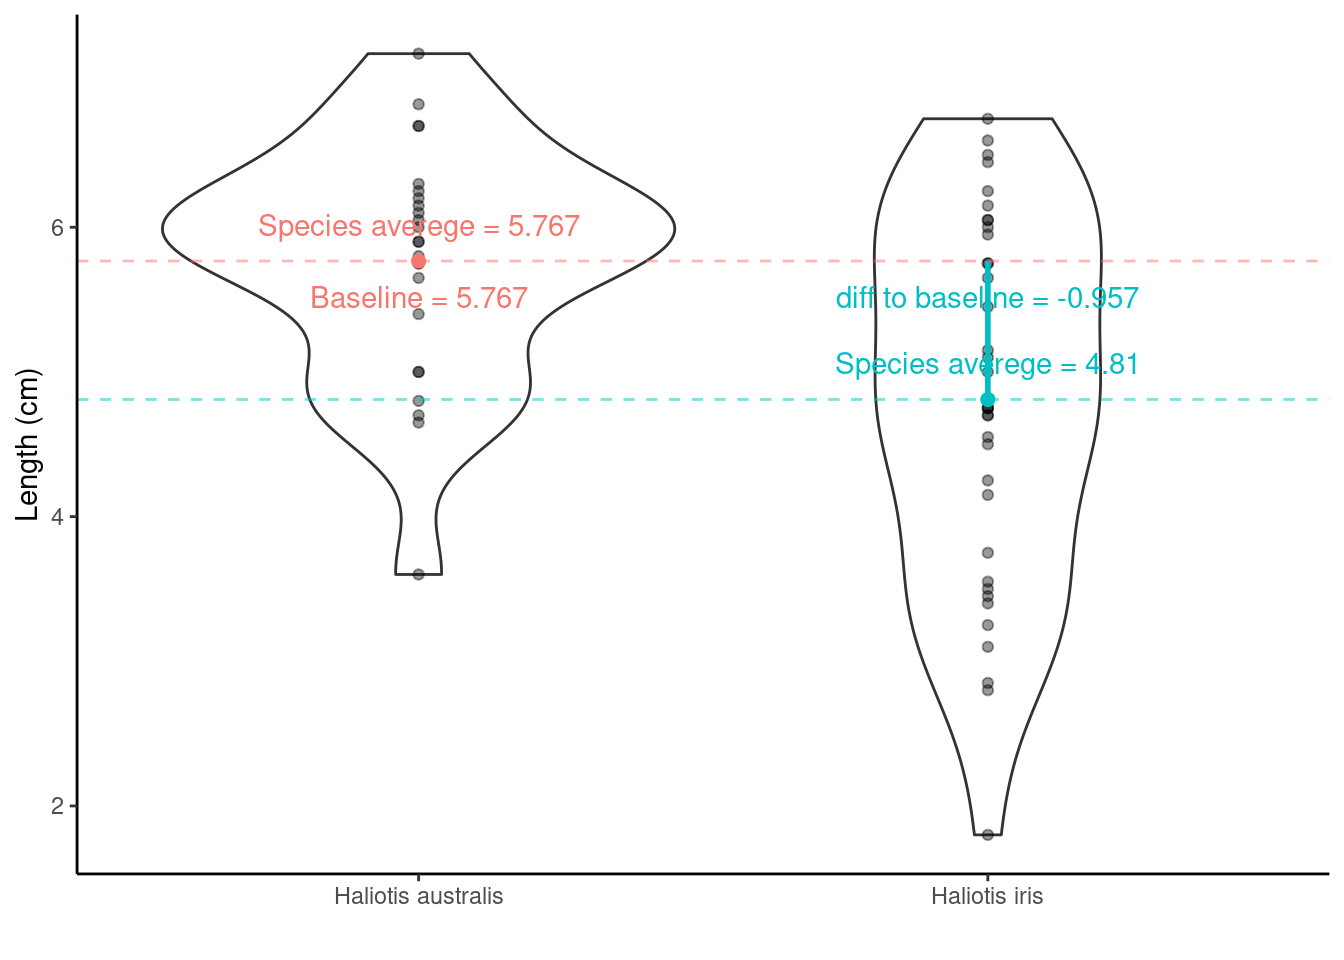 Length (cm)
6
4
2
Species averege = 5.767
Baseline = 5.767
diff to baseline = -0.957
Species averege = 4.81
Haliotis australis
Haliotis iris